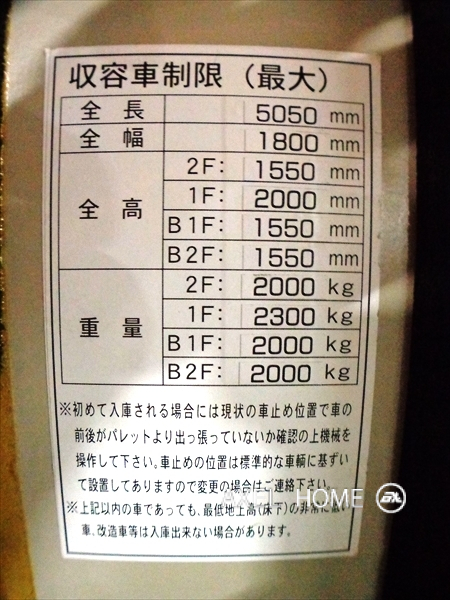 収容車制限（最大）
全長 5050 mm
全幅 1800 mm
全高 2F: 1550 mm
1F: 2000 mm
B1F: 1550 mm
B2F: 1550 mm
重量 2F: 2000 kg
1F: 2300 kg
B1F: 2000 kg
B2F: 2000 kg
※初めて入庫される場合には現状の車止め位置で車の
前後がパレットより出っ張っていないか確認の上機械を
操作して下さい。車止めの位置は標準的な車輌に基ずい
て設置してありますので変更の場合はご連絡下さい。
※上記以内の車であっても、最低地上高(床下)の非常に低い
車、改造車等は入庫出来ない場合があります。
HOME